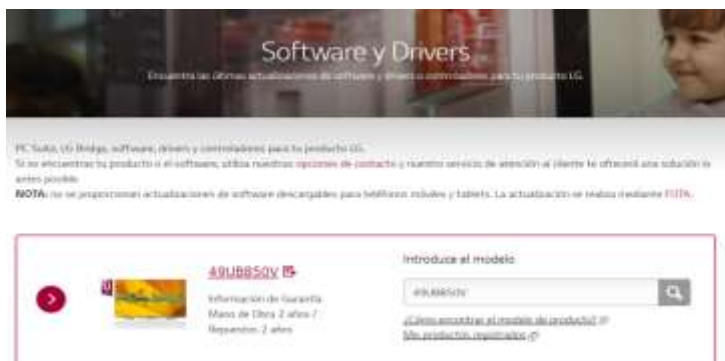 Software y Drivers
Encuentra las últimas actualizaciones de software y drivers o controladores para tu producto LG.
PC Suite, LG Bridge, software, drivers y controladores para tu producto LG.
Si no encuentras tu producto o el software, utiliza nuestras opciones de contacto y nuestro servicio de atención al cliente te ofrecerá una solución lo
antes posible.
NOTA: no se proporcionan actualizaciones de software descargables para teléfonos móviles y tablets. La actualización se realiza mediante FOTA.
49UB850V
Introduce el modelo
Información de Garantía
49UB850V
Mano de Obra 2 años /
Repuestos 2 años
¿Cómo encontrar el modelo de producto?
Mis productos registrados